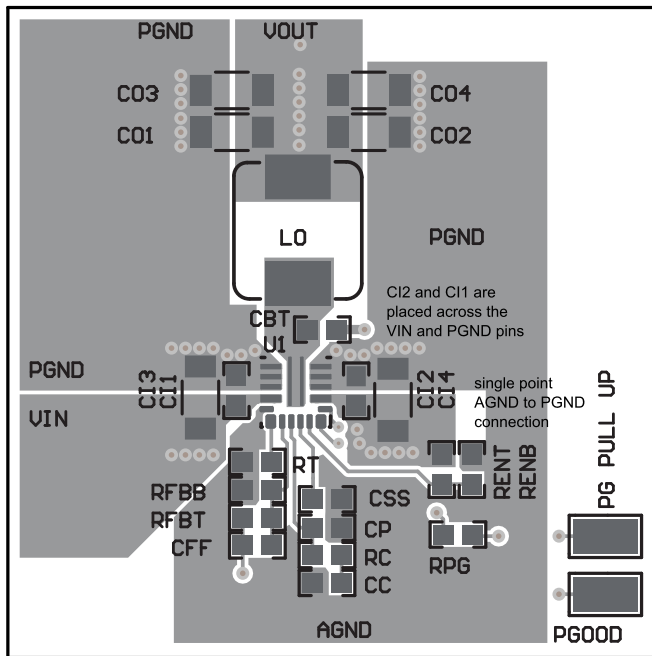 PGND
VOUT
CO3
CO4
CO1
CO2
LO
PGND
CI2 and CI1 are
placed across the
VIN and PGND pins
CBT
U1
PGND
CI3
CI1
CI2
CI4
single point
AGND to PGND
connection
VIN
PG PULL UP
RT
RENT
RENB
RFBB
CSS
RFBT
CP
CFF
RC
RPG
CC
AGND
PGOOD